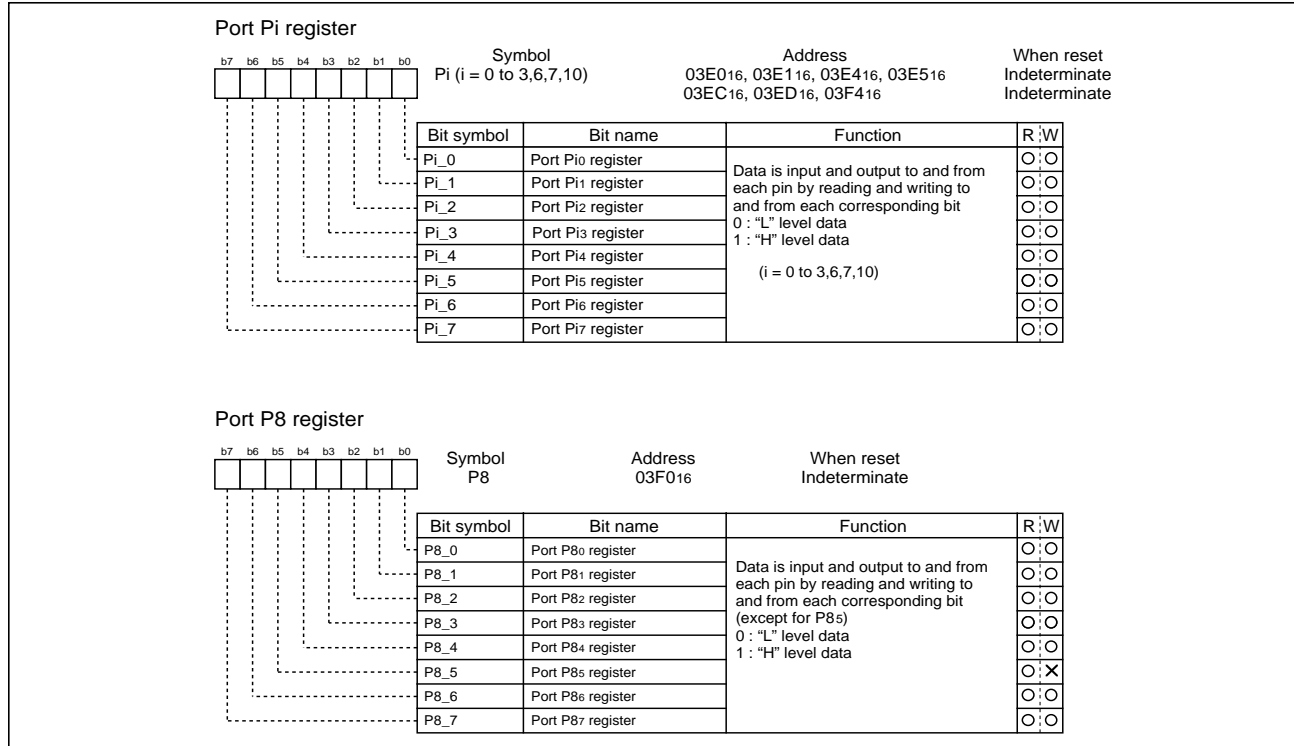 Port Pi register
b7 b6 b5 b4 b3 b2 b1 b0
Symbol Address When reset
Pi (i = 0 to 3,6,7,10) 03E016, 03E116, 03E416, 03E516 Indeterminate
03EC16, 03ED16, 03F416 Indeterminate
Bit symbol Bit name Function R W
Pi_0 Port Pi0 register
Pi_1 Port Pi1 register
Pi_2 Port Pi2 register
Pi_3 Port Pi3 register
Pi_4 Port Pi4 register
Pi_5 Port Pi5 register
Pi_6 Port Pi6 register
Pi_7 Port Pi7 register
Data is input and output to and from
each pin by reading and writing to
and from each corresponding bit
0 : “L” level data
1 : “H” level data
(i = 0 to 3,6,7,10)
Port P8 register
b7 b6 b5 b4 b3 b2 b1 b0
Symbol Address When reset
P8 03F016 Indeterminate
Bit symbol Bit name Function R W
P8_0 Port P80 register
P8_1 Port P81 register
P8_2 Port P82 register
P8_3 Port P83 register
P8_4 Port P84 register
P8_5 Port P85 register
P8_6 Port P86 register
P8_7 Port P87 register
Data is input and output to and from
each pin by reading and writing to
and from each corresponding bit
(except for P85)
0 : “L” level data
1 : “H” level data